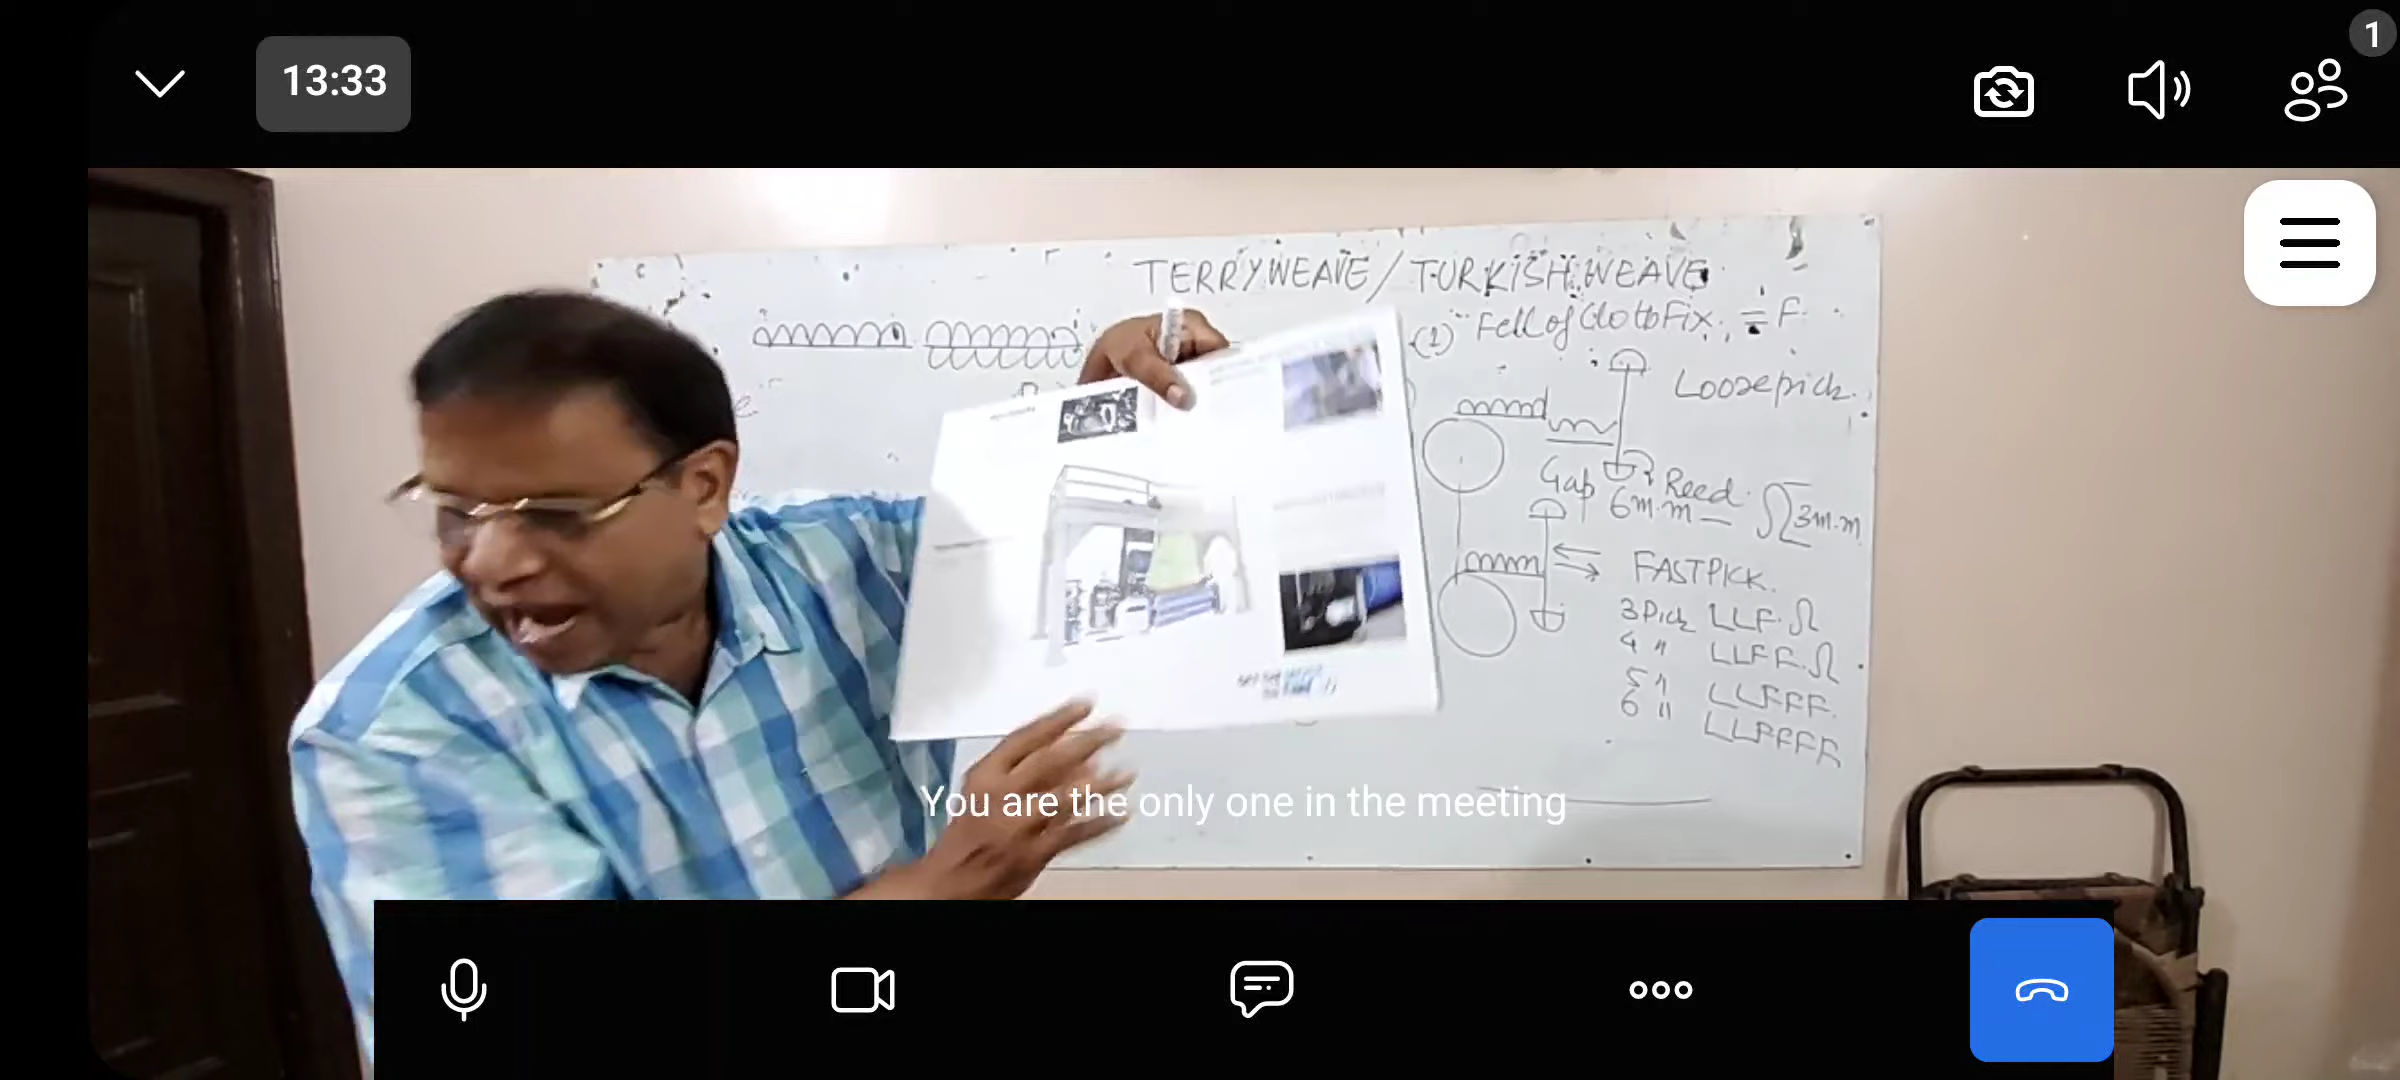 1
13:33
TERRY WEAVE / TURKISH WEAVE
(1) Fell of Cloth Fix. F.
Loose pick.
Gap
Reed
6m.m
3m.m
FAST PICK.
3 Pick LLF.
4 " LLFF.
5 " LLFFF.
6 " LLFFFF
You are the only one in the meeting